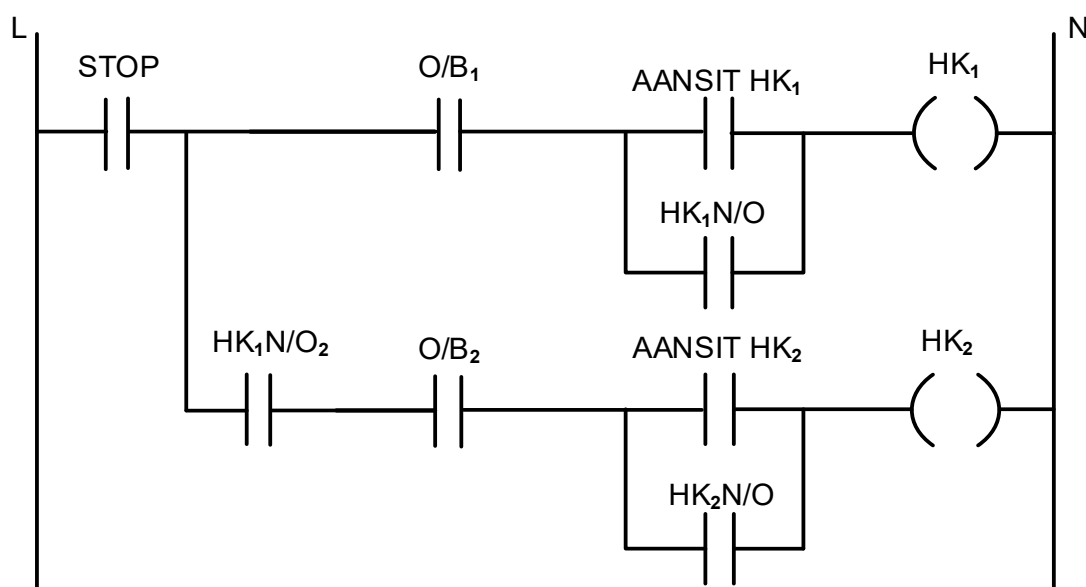 L
N
STOP
O/B₁
AANSIT HK₁
HK₁
HK₁N/O
HK₁N/O₂
O/B₂
AANSIT HK₂
HK₂
HK₂N/O